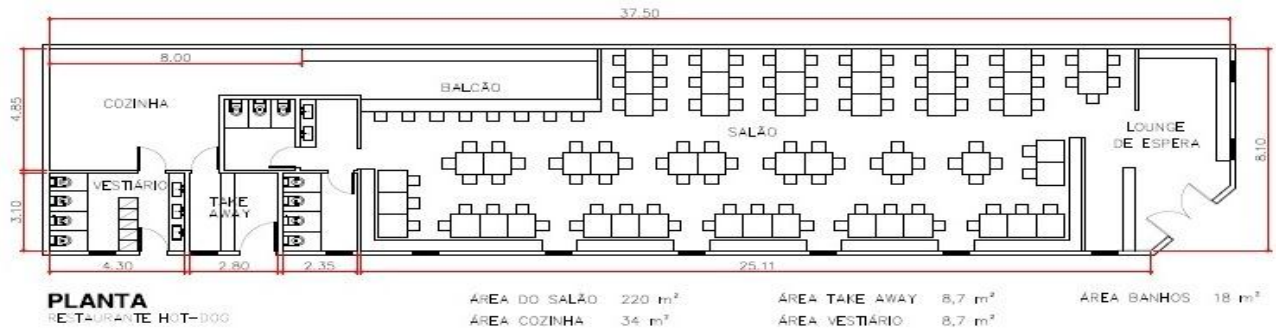 37.50
8.00
COZINHA
BALCÃO
4.85
SALÃO
LOUNGE
DE ESPERA
8.10
VESTIÁRIO
TAKE
AWAY
3.10
4.30
2.80
2.35
25.11
PLANTA
RESTAURANTE HOT-DOG
ÁREA DO SALÃO 220 m²
ÁREA TAKE AWAY 8,7 m²
ÁREA BANHOS 18 m²
ÁREA COZINHA 34 m²
ÁREA VESTIÁRIO 8,7 m²